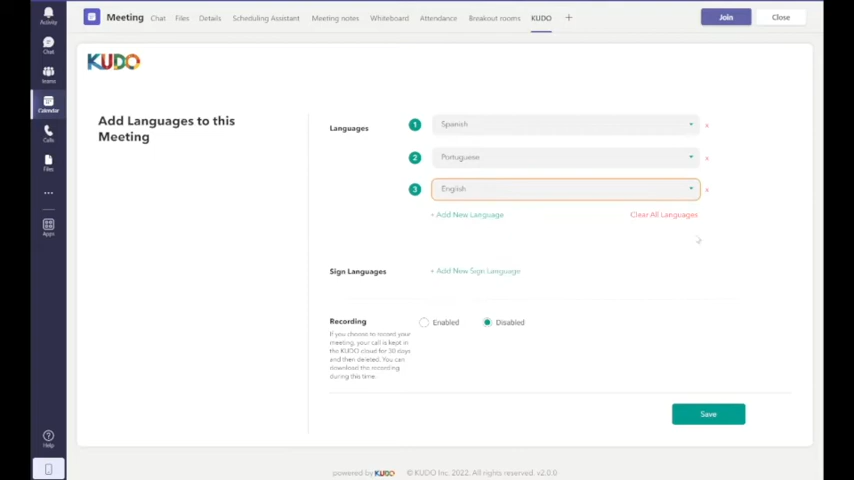 Activity
Meeting Chat Files Details Scheduling Assistant Meeting notes Whiteboard Attendance Breakout rooms KUDO + Join Close
Chat
Teams
Calendar
Calls
Files
Apps
Help
KUDO
Add Languages to this
Meeting
Languages
1 Spanish
2 Portuguese
3 English
+ Add New Language Clear All Languages
Sign Languages + Add New Sign Language
Recording Enabled Disabled
If you choose to record your
meeting, your call is kept in
the KUDO cloud for 30 days
and then deleted. You can
download the recording
during this time.
Save
powered by KUDO © KUDO Inc. 2022. All rights reserved. v2.0.0